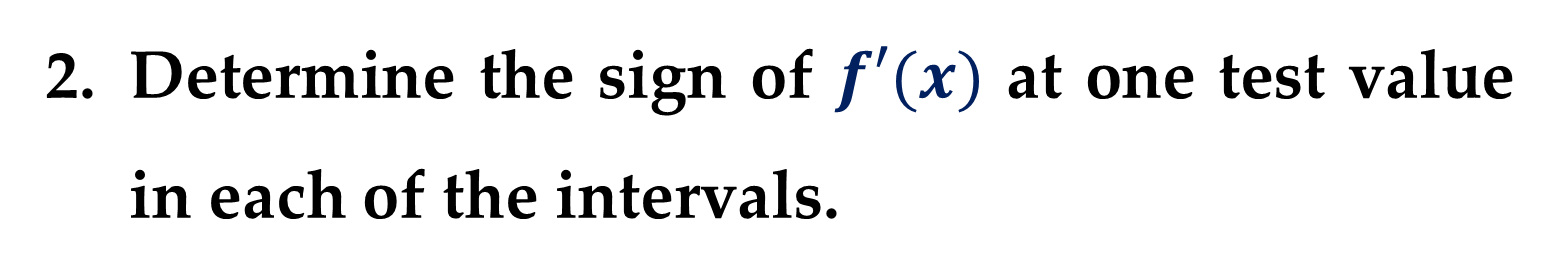 2. Determine the sign of f′(x) at one test value
in each of the intervals.